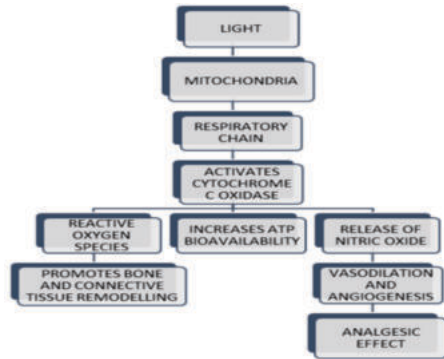 LIGHT
MITOCHONDRIA
RESPIRATORY
CHAIN
ACTIVATES
CYTOCHROME
C OXIDASE
REACTIVE
OXYGEN
SPECIES
INCREASES ATP
BIOAVAILABILITY
RELEASE OF
NITRIC OXIDE
PROMOTES BONE
AND CONNECTIVE
TISSUE REMODELLING
VASODILATION
AND
ANGIOGENESIS
ANALGESIC
EFFECT